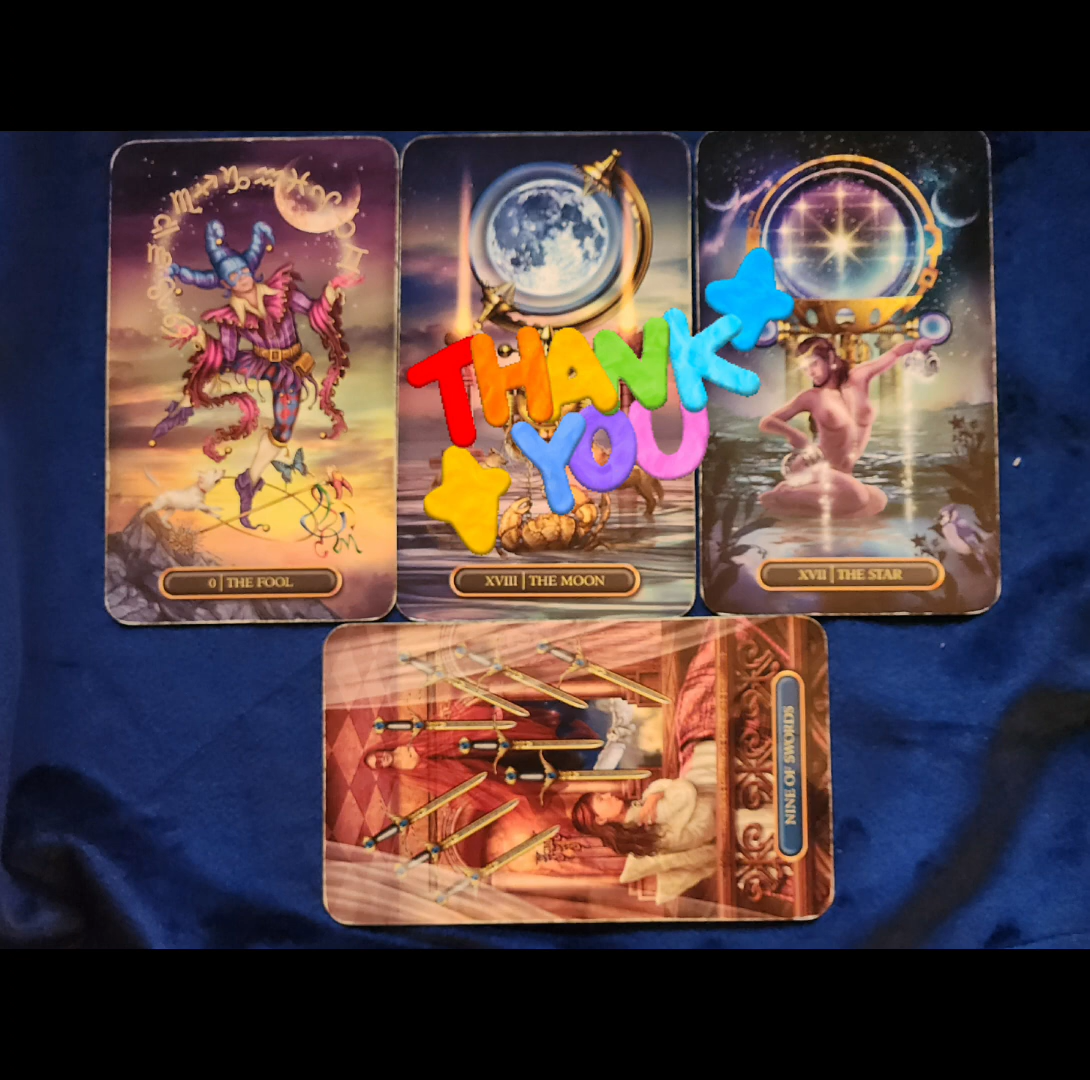 THANK
YOU
0 | THE FOOL
XVIII | THE MOON
XVII | THE STAR
NINE OF SWORDS